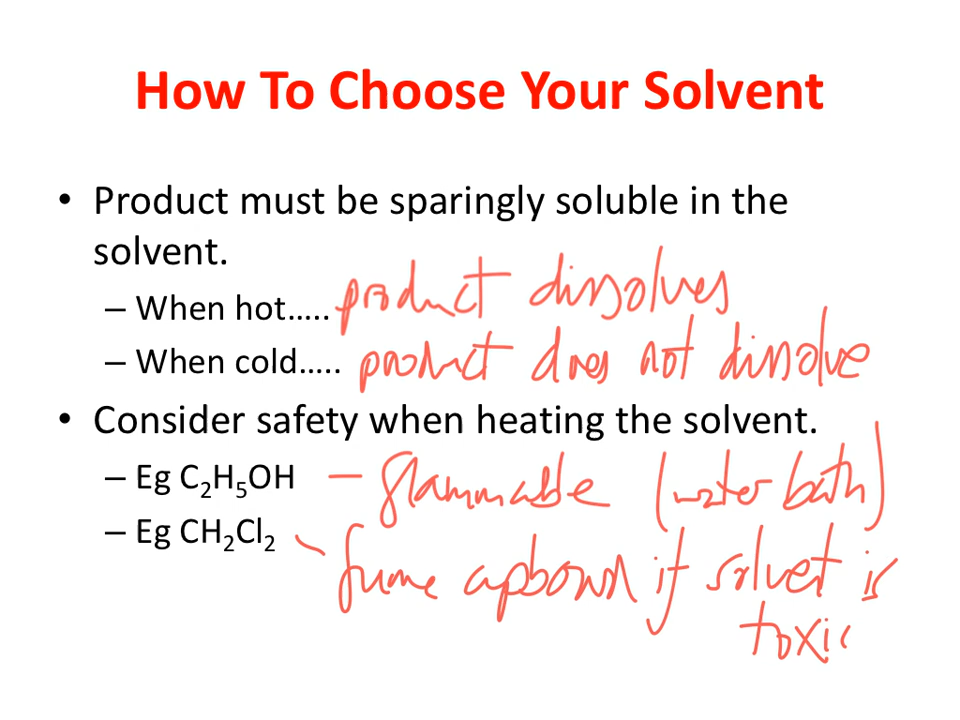 How To Choose Your Solvent
• Product must be sparingly soluble in the
solvent.
– When hot….. product dissolves
– When cold….. product does not dissolve
• Consider safety when heating the solvent.
– Eg C₂H₅OH – flammable (water bath)
– Eg CH₂Cl₂ – fume cupboard if solvent is
toxic